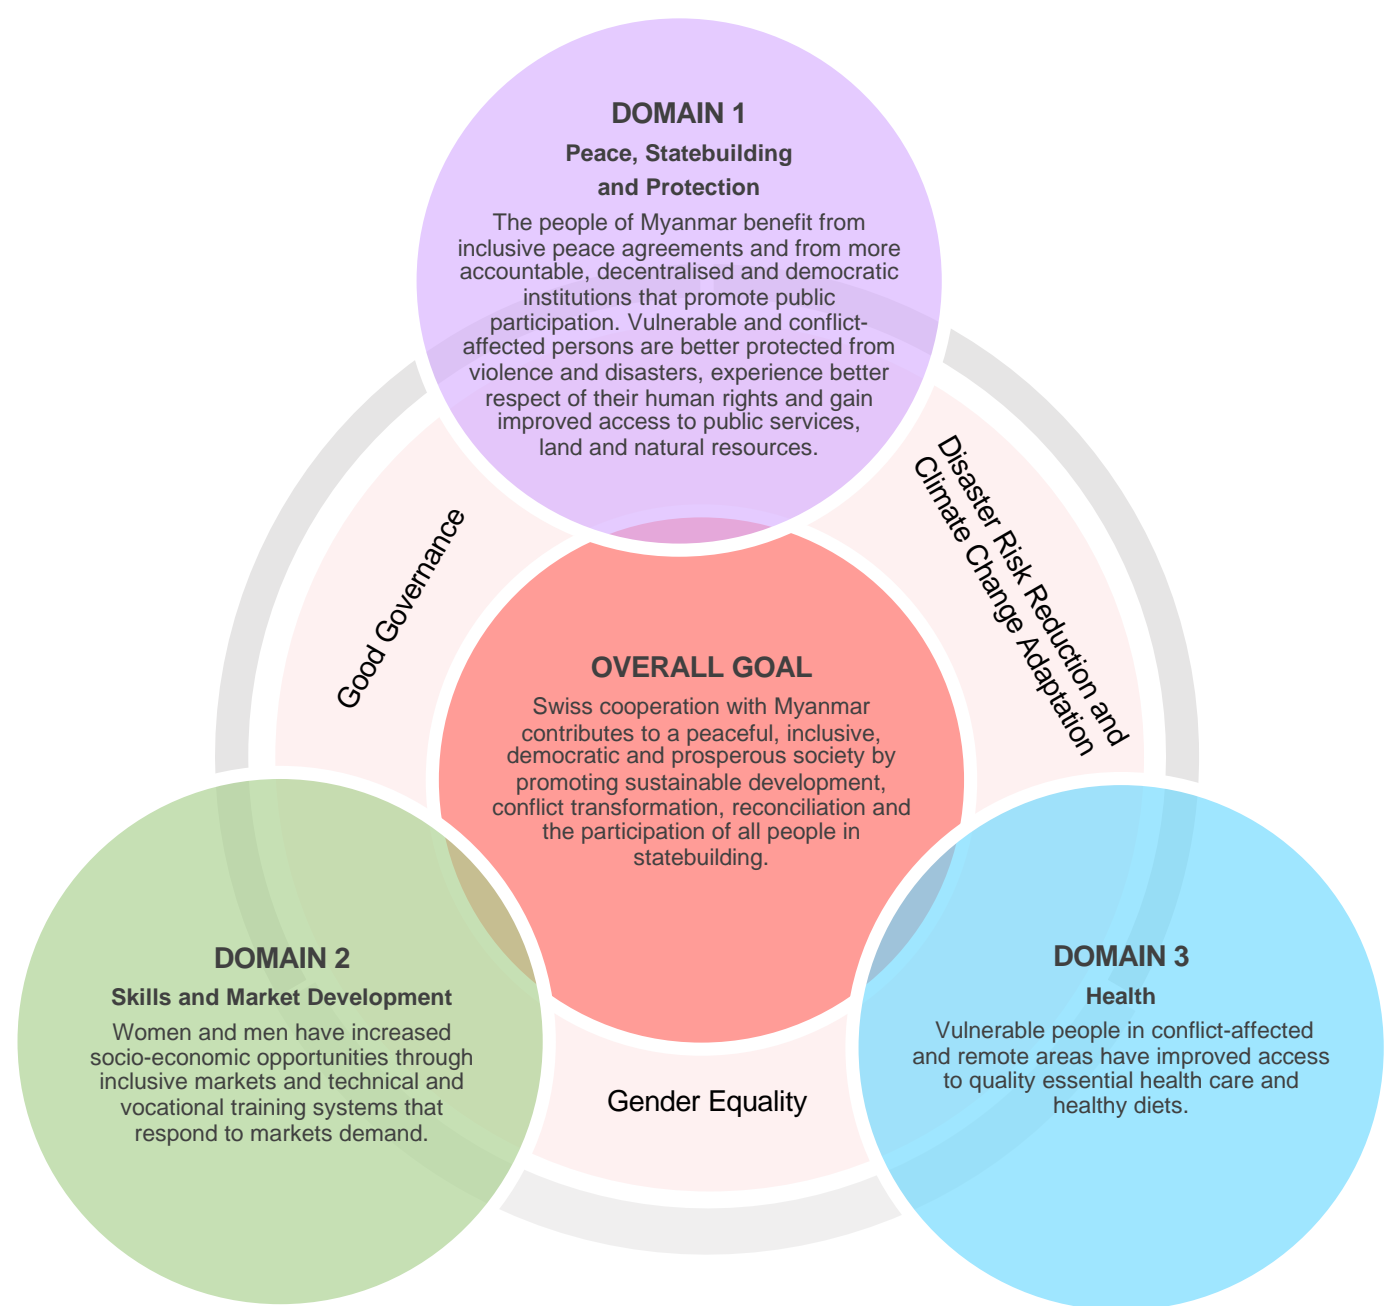 DOMAIN 1
Peace, Statebuilding
and Protection
The people of Myanmar benefit from
inclusive peace agreements and from more
accountable, decentralised and democratic
institutions that promote public
participation. Vulnerable and conflict-
affected persons are better protected from
violence and disasters, experience better
respect of their human rights and gain
improved access to public services,
land and natural resources.
Good Governance
Disaster Risk Reduction and
Climate Change Adaptation
OVERALL GOAL
Swiss cooperation with Myanmar
contributes to a peaceful, inclusive,
democratic and prosperous society by
promoting sustainable development,
conflict transformation, reconciliation and
the participation of all people in
statebuilding.
DOMAIN 2
Skills and Market Development
Women and men have increased
socio-economic opportunities through
inclusive markets and technical and
vocational training systems that
respond to markets demand.
Gender Equality
DOMAIN 3
Health
Vulnerable people in conflict-affected
and remote areas have improved access
to quality essential health care and
healthy diets.